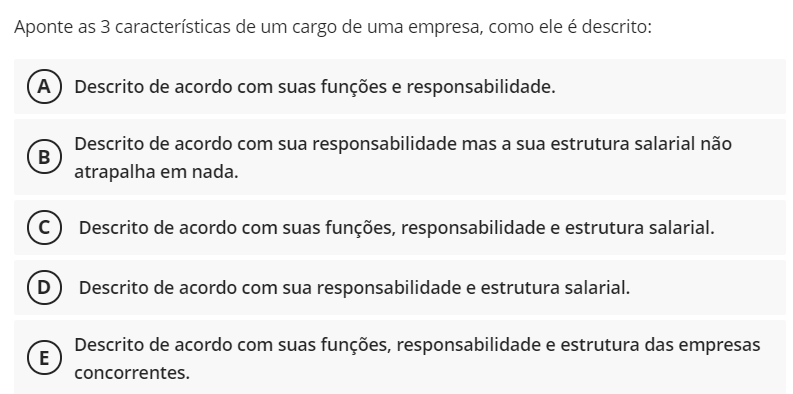 Aponte as 3 características de um cargo de uma empresa, como ele é descrito:
A Descrito de acordo com suas funções e responsabilidade.
B Descrito de acordo com sua responsabilidade mas a sua estrutura salarial não
atrapalha em nada.
C Descrito de acordo com suas funções, responsabilidade e estrutura salarial.
D Descrito de acordo com sua responsabilidade e estrutura salarial.
E Descrito de acordo com suas funções, responsabilidade e estrutura das empresas
concorrentes.